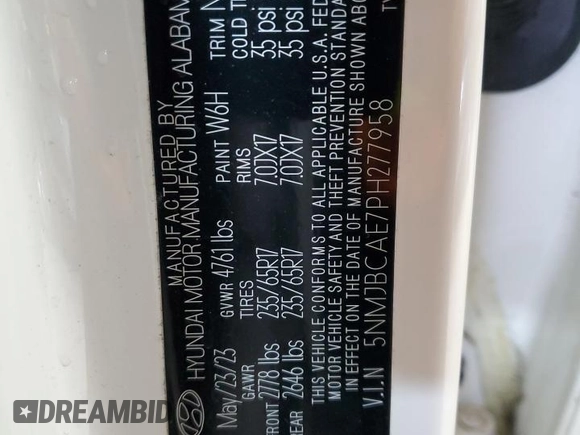 MANUFACTURED BY
HYUNDAI MOTOR MANUFACTURING ALABAMA
May/23/23 GVWR 4761 lbs PAINT W6H TRIM
GAWR TIRES RIMS COLD
FRONT 2778 lbs 235/65R17 7.0JX17 35 psi
REAR 2646 lbs 235/65R17 7.0JX17 35 psi
THIS VEHICLE CONFORMS TO ALL APPLICABLE U.S.A. FED
MOTOR VEHICLE SAFETY AND THEFT PREVENTION STANDA
IN EFFECT ON THE DATE OF MANUFACTURE SHOWN ABO
V.I.N 5NMJBCAE7PH277958 TY
DREAMBID